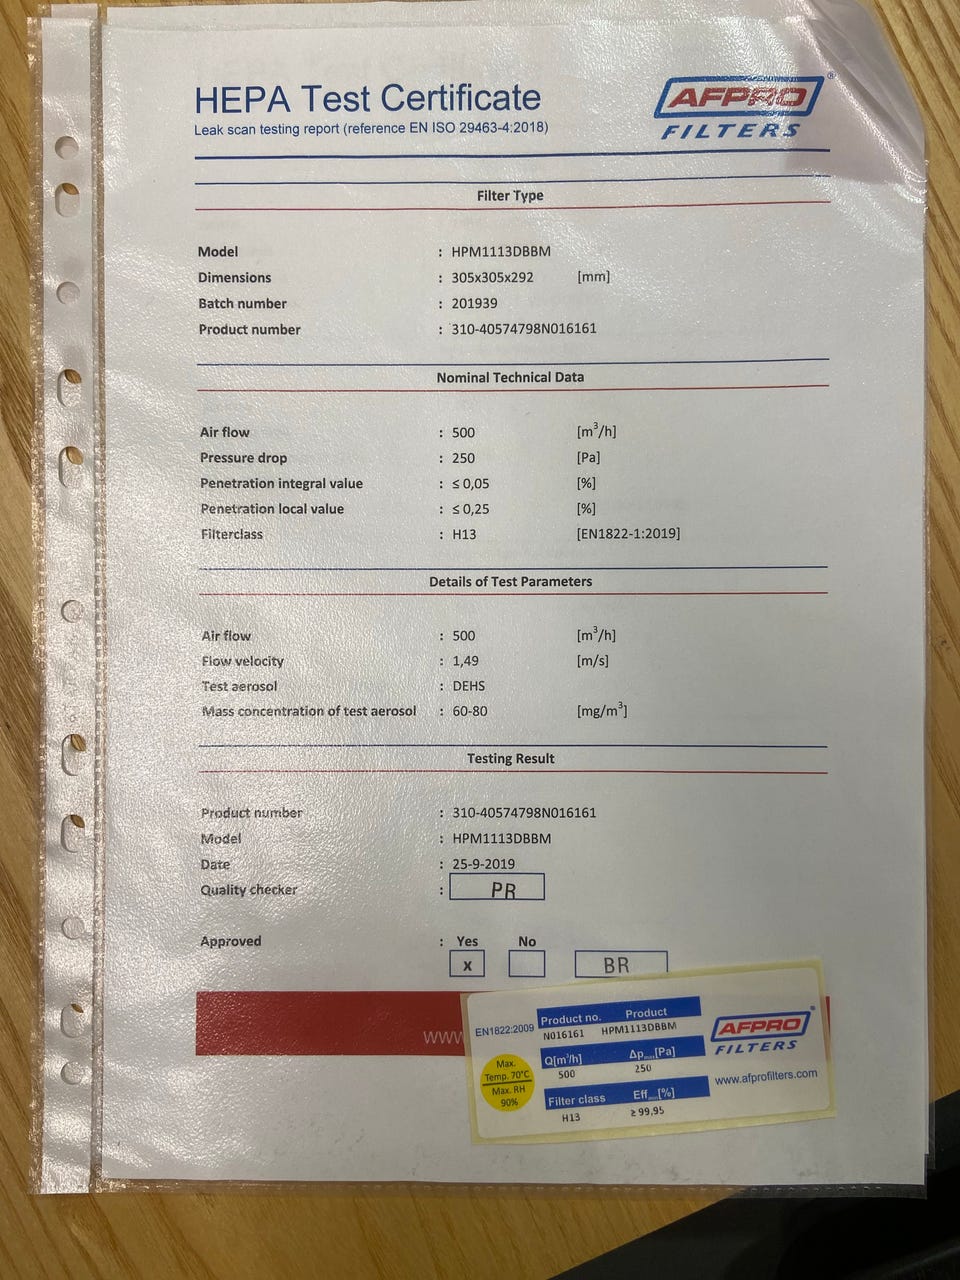 HEPA Test Certificate
Leak scan testing report (reference EN ISO 29463-4:2018)
AFPRO®
FILTERS
Filter Type
Model : HPM1113DBBM
Dimensions : 305x305x292 [mm]
Batch number : 201939
Product number : 310-40574798N016161
Nominal Technical Data
Air flow : 500 [m³/h]
Pressure drop : 250 [Pa]
Penetration integral value : ≤ 0,05 [%]
Penetration local value : ≤ 0,25 [%]
Filterclass : H13 [EN1822-1:2019]
Details of Test Parameters
Air flow : 500 [m³/h]
Flow velocity : 1,49 [m/s]
Test aerosol : DEHS
Mass concentration of test aerosol : 60-80 [mg/m³]
Testing Result
Product number : 310-40574798N016161
Model : HPM1113DBBM
Date : 25-9-2019
Quality checker : PR
Approved : Yes No
x BR
www
EN1822:2009 Product no. Product
N016161 HPM1113DBBM
Q[m³/h] Δpmax[Pa]
500 250
Filter class Effmin[%]
H13 ≥ 99,95
Max.
Temp. 70°C
Max. RH
90%
AFPRO®
FILTERS
www.afprofilters.com